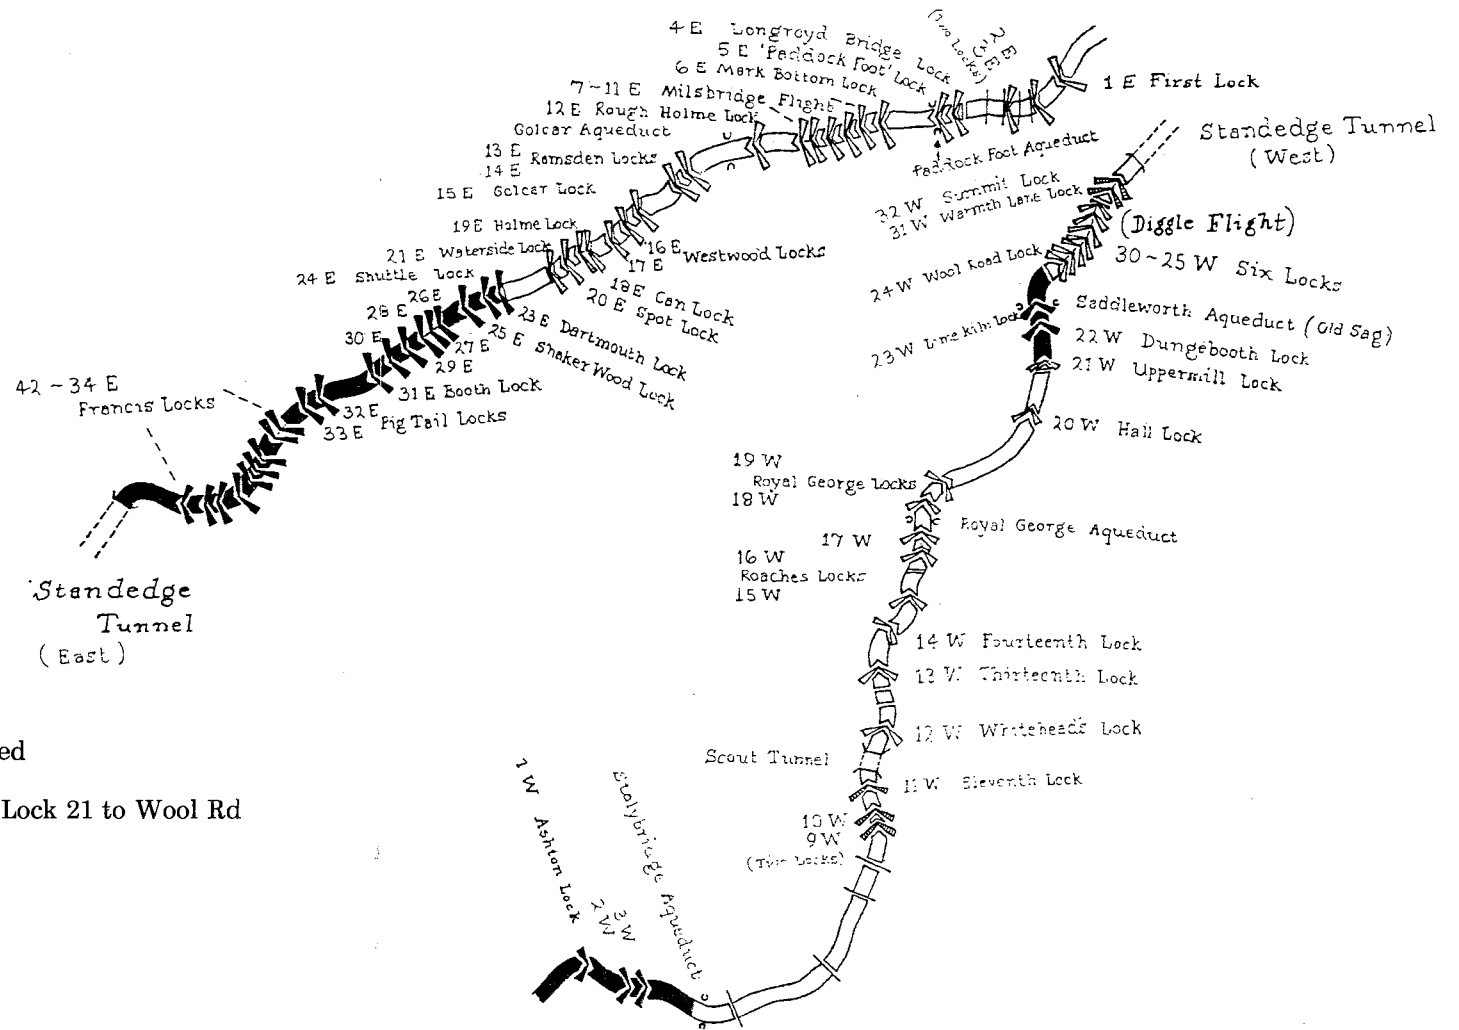 4 E Longroyd Bridge Lock
5 E 'Paddock Foot' Lock
6 E Mark Bottom Lock
7-11 E Milsbridge Flight
12 E Rough Holme Lock
Golcar Aqueduct
13 E
Ramsden Locks
14 E
15 E Golcar Lock
19 E Holme Lock
21 E Waterside Lock
24 E Shuttle Lock
26 E
28 E
30 E
2 E
3 E
(Two Locks)
1 E First Lock
Paddock Foot Aqueduct
16 E Westwood Locks
17 E
18 E Can Lock
20 E Spot Lock
23 E Dartmouth Lock
25 E Shaker Wood Lock
27 E
29 E
31 E Booth Lock
32 E Pig Tail Locks
33 E
42-34 E
Francis Locks
Standedge
Tunnel
(East)
Standedge Tunnel
(West)
32 W Summit Lock
31 W Warmth Lane Lock
(Diggle Flight)
30-25 W Six Locks
24 W Wool Road Lock
Saddleworth Aqueduct (Old Sag)
23 W Limekiln Lock
22 W Dungebooth Lock
21 W Uppermill Lock
20 W Hall Lock
19 W
Royal George Locks
18 W
Royal George Aqueduct
17 W
16 W
Roaches Locks
15 W
14 W Fourteenth Lock
13 W Thirteenth Lock
12 W Whitehead's Lock
Scout Tunnel
11 W Eleventh Lock
10 W
9 W
(Two Locks)
1 W Ashton Lock
2 W
3 W
Stalybridge Aqueduct
ed
Lock 21 to Wool Rd